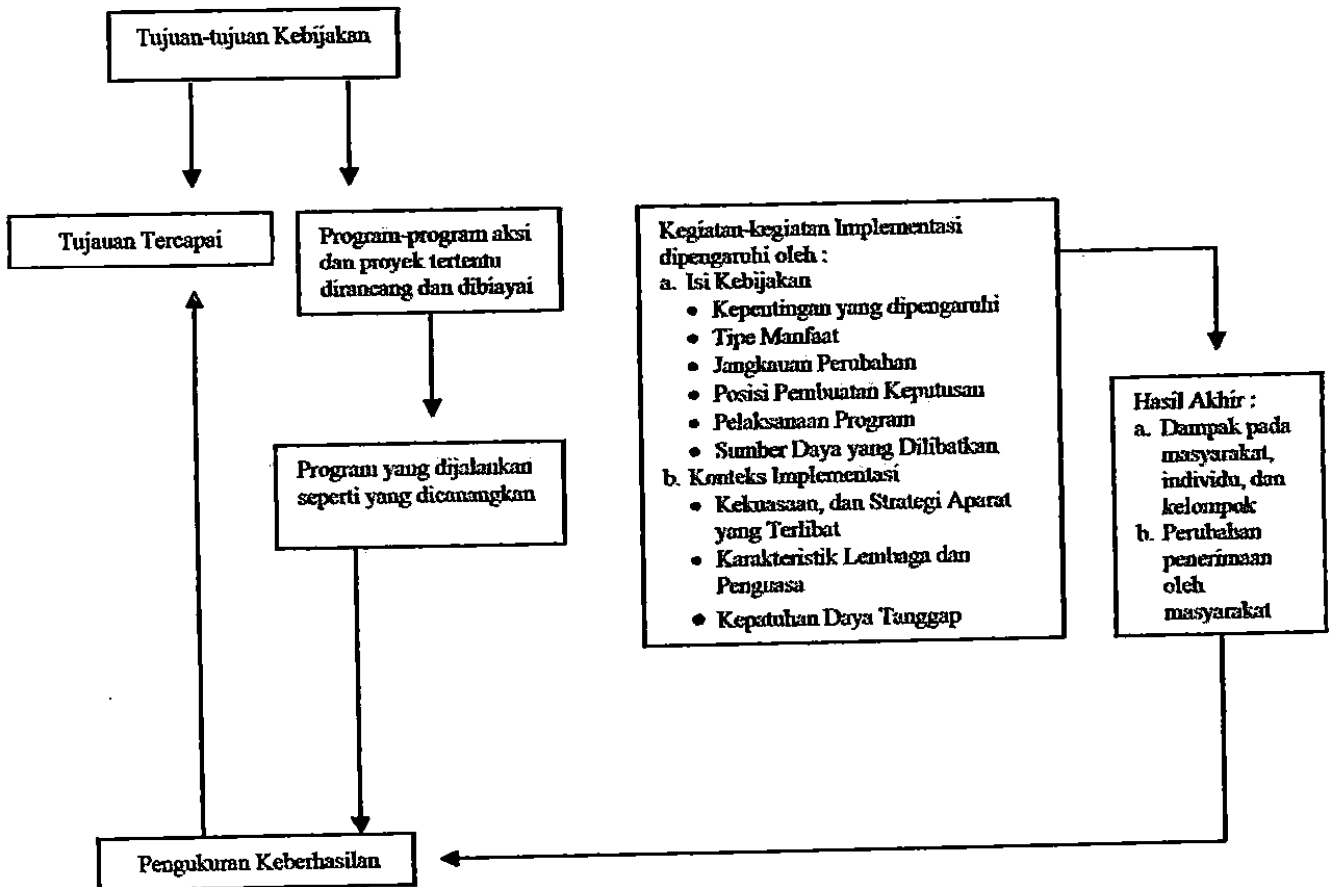 Tujuan-tujuan Kebijakan
Tujauan Tercapai
Program-program aksi
dan proyek tertentu
dirancang dan dibiayai
Program yang dijalankan
seperti yang dicanangkan
Kegiatan-kegiatan Implementasi
dipengaruhi oleh :
a. Isi Kebijakan
• Kepentingan yang dipengaruhi
• Tipe Manfaat
• Jangkauan Perubahan
• Posisi Pembuatan Keputusan
• Pelaksanaan Program
• Sumber Daya yang Dilibatkan
b. Konteks Implementasi
• Kekuasaan, dan Strategi Aparat
yang Terlibat
• Karakteristik Lembaga dan
Penguasa
• Kepatuhan Daya Tanggap
Hasil Akhir :
a. Dampak pada
masyarakat,
individu, dan
kelompok
b. Perubahan
penerimaan
oleh
masyarakat
Pengukuran Keberhasilan